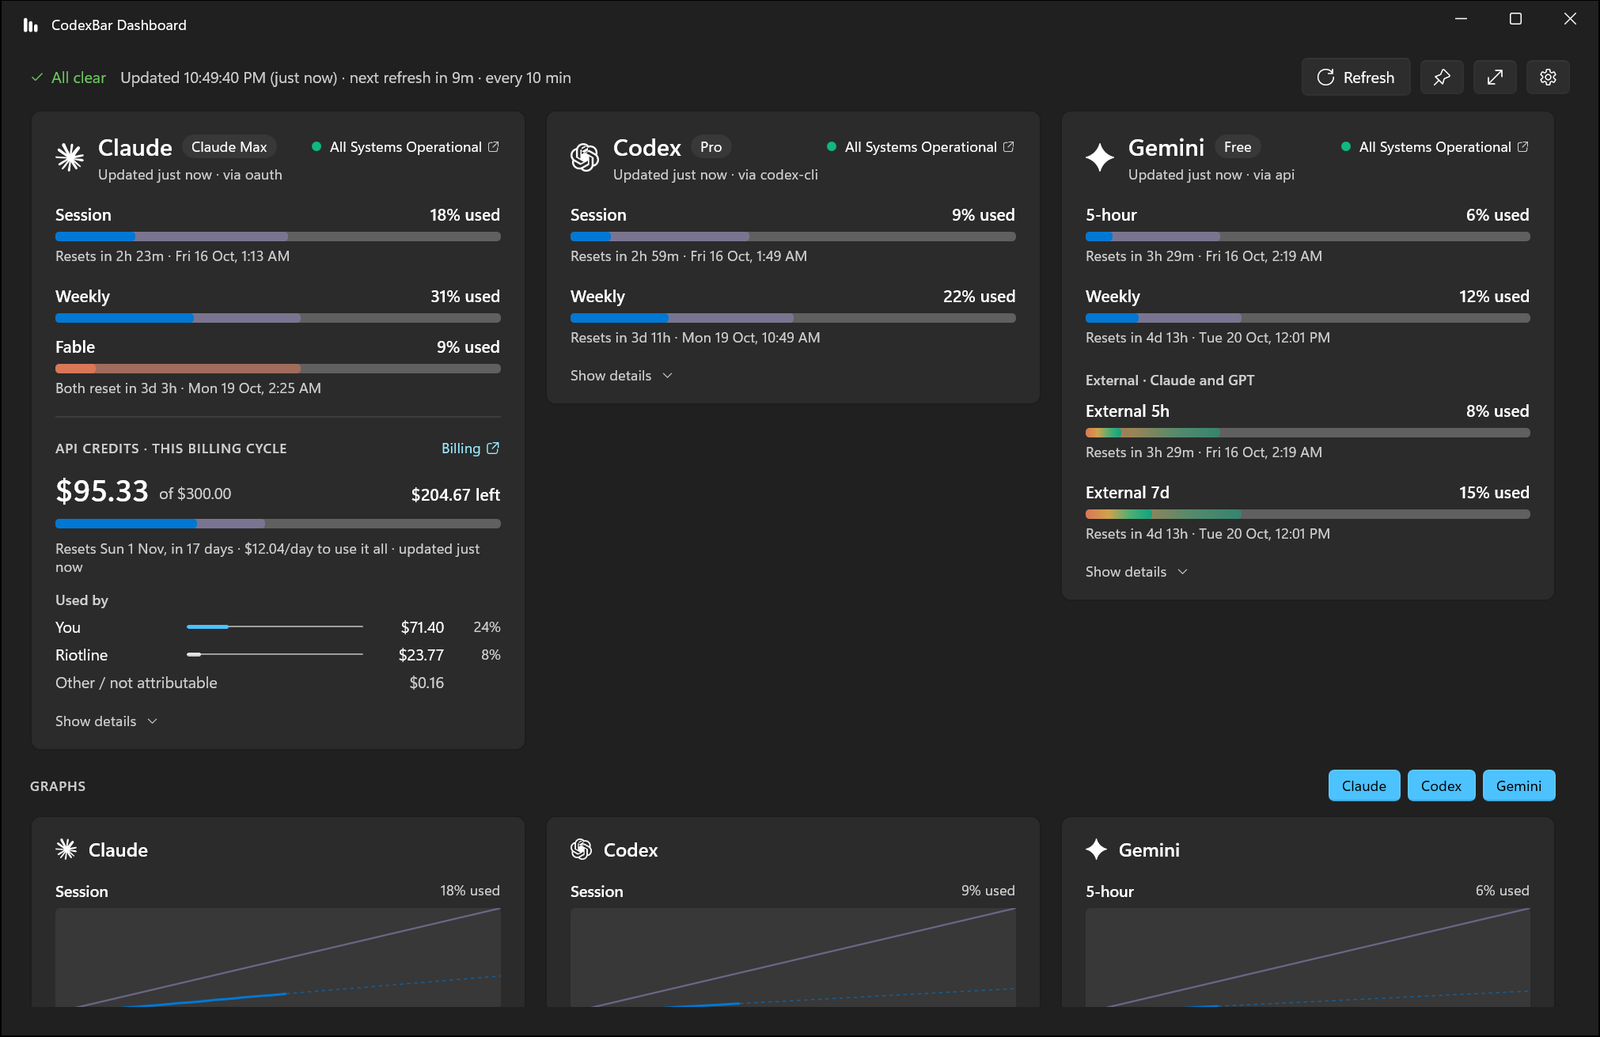 CodexBar Dashboard
All clear Updated 10:49:40 PM (just now) · next refresh in 9m · every 10 min
Refresh
Claude Claude Max All Systems Operational
Updated just now · via oauth
Session 18% used
Resets in 2h 23m · Fri 16 Oct, 1:13 AM
Weekly 31% used
Fable 9% used
Both reset in 3d 3h · Mon 19 Oct, 2:25 AM
API CREDITS · THIS BILLING CYCLE Billing
$95.33 of $300.00 $204.67 left
Resets Sun 1 Nov, in 17 days · $12.04/day to use it all · updated just
now
Used by
You $71.40 24%
Riotline $23.77 8%
Other / not attributable $0.16
Show details
Codex Pro All Systems Operational
Updated just now · via codex-cli
Session 9% used
Resets in 2h 59m · Fri 16 Oct, 1:49 AM
Weekly 22% used
Resets in 3d 11h · Mon 19 Oct, 10:49 AM
Show details
Gemini Free All Systems Operational
Updated just now · via api
5-hour 6% used
Resets in 3h 29m · Fri 16 Oct, 2:19 AM
Weekly 12% used
Resets in 4d 13h · Tue 20 Oct, 12:01 PM
External · Claude and GPT
External 5h 8% used
Resets in 3h 29m · Fri 16 Oct, 2:19 AM
External 7d 15% used
Resets in 4d 13h · Tue 20 Oct, 12:01 PM
Show details
GRAPHS Claude Codex Gemini
Claude
Session 18% used
Codex
Session 9% used
Gemini
5-hour 6% used